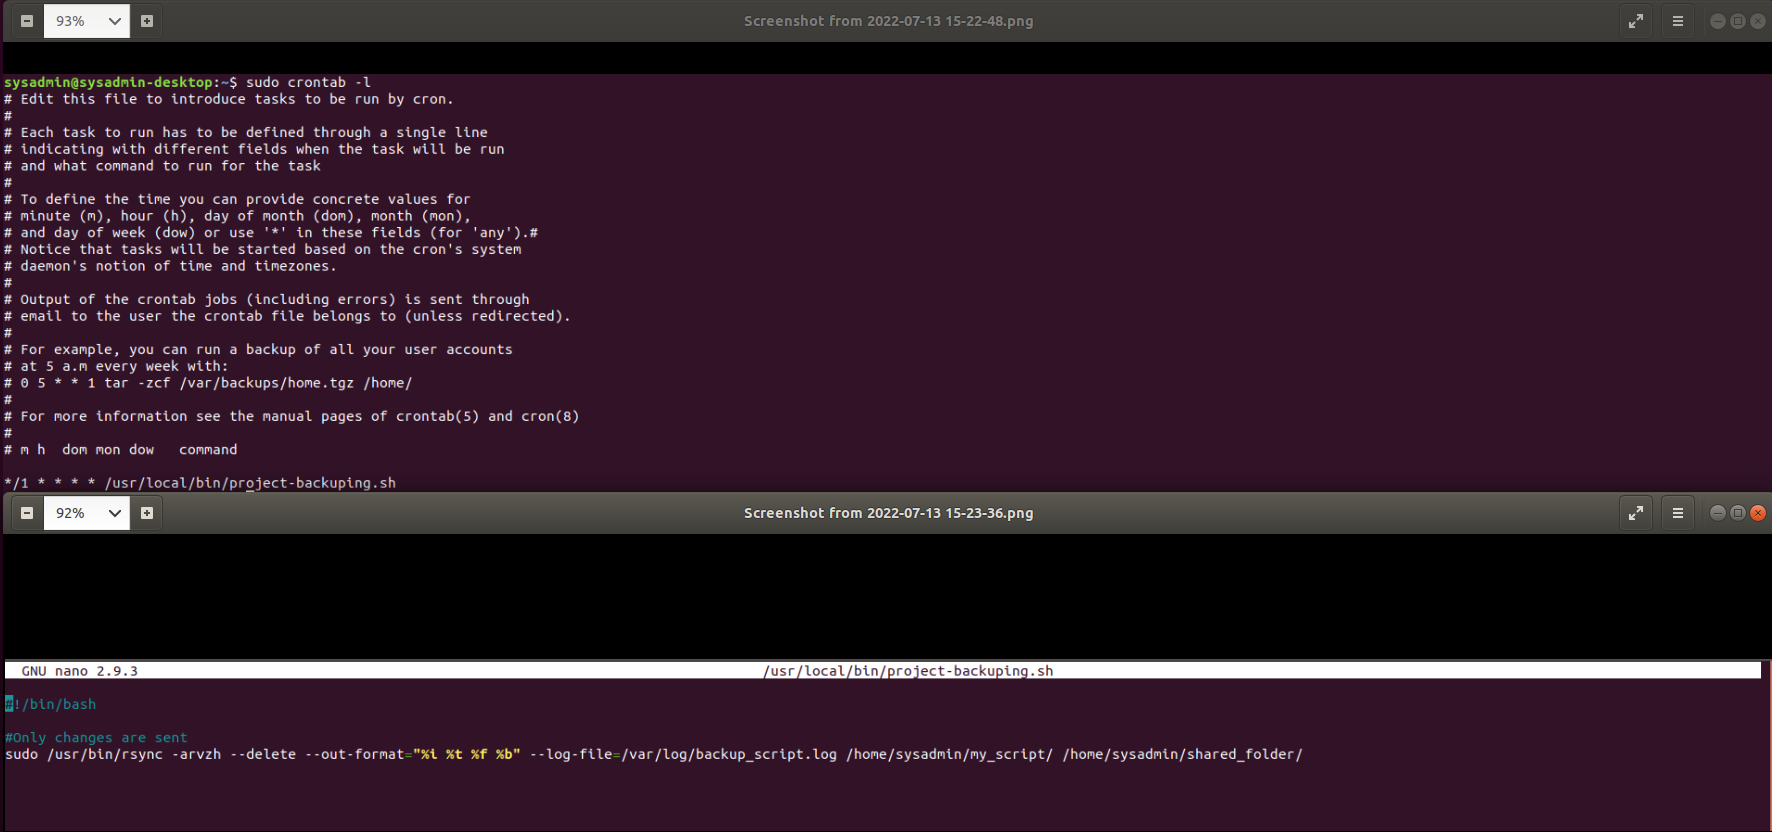 93%
Screenshot from 2022-07-13 15-22-48.png
sysadmin@sysadmin-desktop:~$ sudo crontab -l
# Edit this file to introduce tasks to be run by cron.
#
# Each task to run has to be defined through a single line
# indicating with different fields when the task will be run
# and what command to run for the task
#
# To define the time you can provide concrete values for
# minute (m), hour (h), day of month (dom), month (mon),
# and day of week (dow) or use '*' in these fields (for 'any').#
# Notice that tasks will be started based on the cron's system
# daemon's notion of time and timezones.
#
# Output of the crontab jobs (including errors) is sent through
# email to the user the crontab file belongs to (unless redirected).
#
# For example, you can run a backup of all your user accounts
# at 5 a.m every week with:
# 0 5 * * 1 tar -zcf /var/backups/home.tgz /home/
#
# For more information see the manual pages of crontab(5) and cron(8)
#
# m h  dom mon dow   command
*/1 * * * * /usr/local/bin/project-backuping.sh
92%
Screenshot from 2022-07-13 15-23-36.png
GNU nano 2.9.3 /usr/local/bin/project-backuping.sh
#!/bin/bash
#Only changes are sent
sudo /usr/bin/rsync -arvzh --delete --out-format="%i %t %f %b" --log-file=/var/log/backup_script.log /home/sysadmin/my_script/ /home/sysadmin/shared_folder/